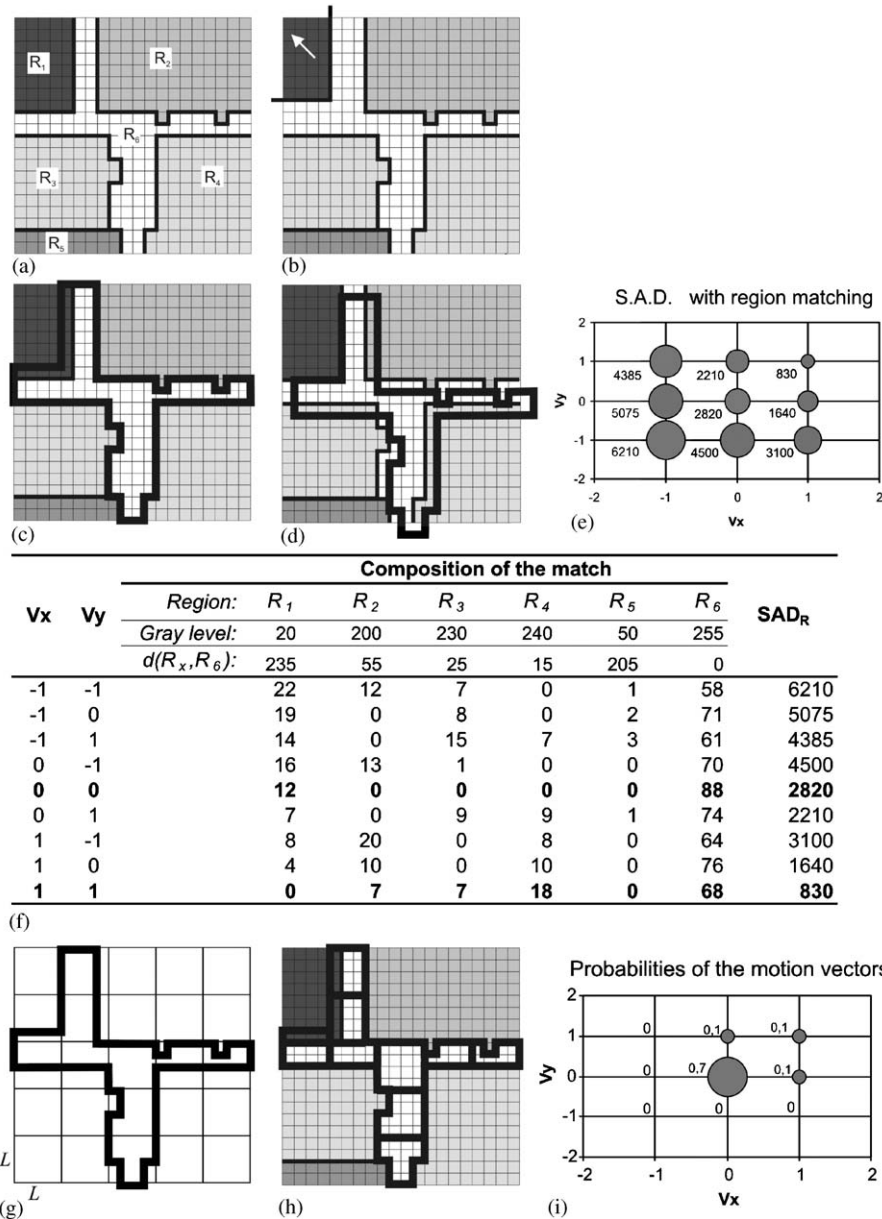 R1
R2
R6
R3
R4
R5
(a)
(b)
(c)
(d)
S.A.D. with region matching
2
1
0
-1
-2
Vy
4385
2210
830
5075
2820
1640
6210
4500
3100
-2
-1
0
1
2
Vx
(e)
Composition of the match
Vx Vy Region: R1 R2 R3 R4 R5 R6 SADR
Gray level: 20 200 230 240 50 255
d(Rx,R6): 235 55 25 15 205 0
-1 -1 22 12 7 0 1 58 6210
-1 0 19 0 8 0 2 71 5075
-1 1 14 0 15 7 3 61 4385
0 -1 16 13 1 0 0 70 4500
0 0 12 0 0 0 0 88 2820
0 1 7 0 9 9 1 74 2210
1 -1 8 20 0 8 0 64 3100
1 0 4 10 0 10 0 76 1640
1 1 0 7 7 18 0 68 830
(f)
L
L
(g)
(h)
Probabilities of the motion vectors
2
1
0
-1
-2
Vy
0 0,1 0,1
0 0,7 0,1
0 0 0
-2 -1 0 1 2
Vx
(i)